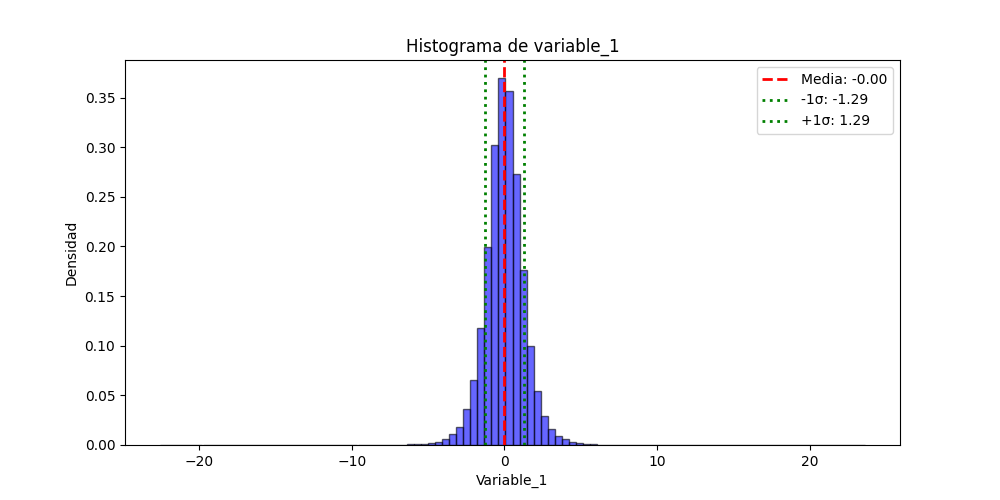 Histograma de variable_1
Media: -0.00
-1σ: -1.29
+1σ: 1.29
Densidad
0.35
0.30
0.25
0.20
0.15
0.10
0.05
0.00
−20
−10
0
10
20
Variable_1